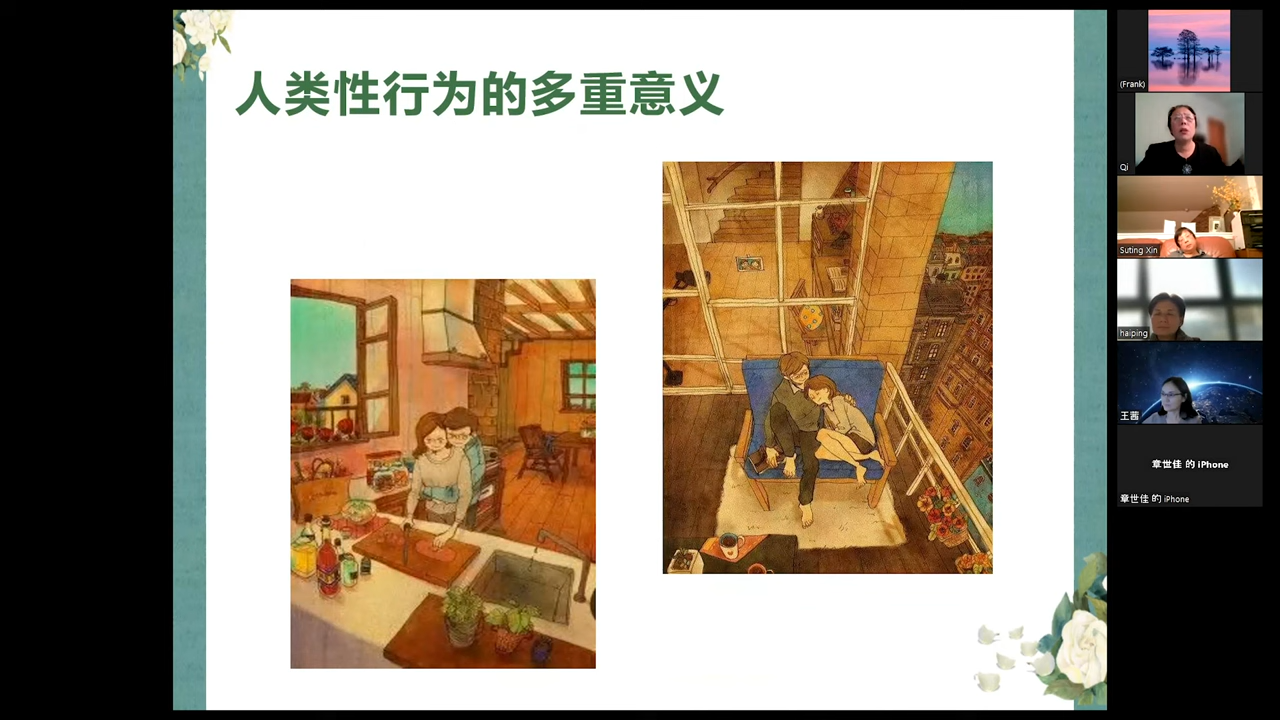 人类性行为的多重意义
(Frank)
Qi
Suting Xin
haiping
王茜
章世佳 的 iPhone
章世佳 的 iPhone